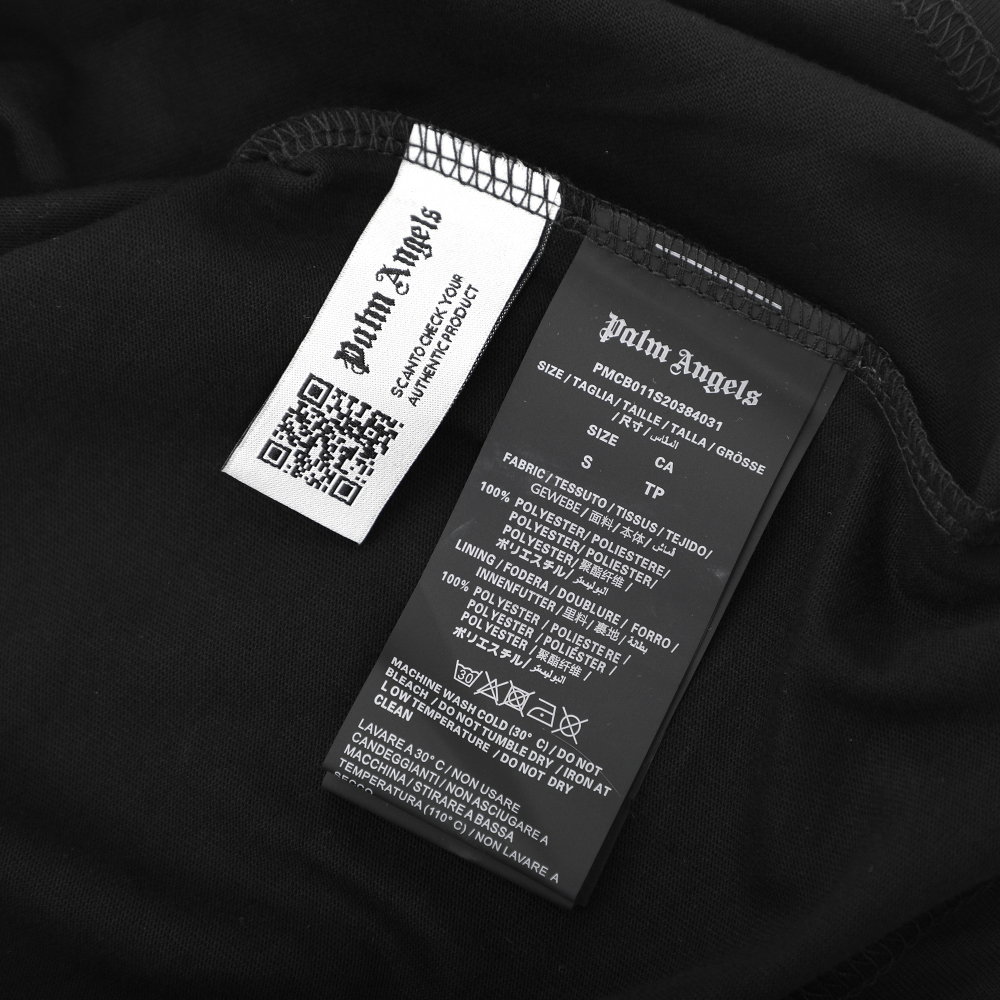 Palm Angels
SCAN TO CHECK YOUR
AUTHENTIC PRODUCT
Palm Angels
PMCB011S20384031
SIZE / TAGLIA / TAILLE / TALLA / GRÖSSE
/ 尺寸 / المقاس
SIZE CA
S TP
FABRIC / TESSUTO / TISSUS / TEJIDO/
GEWEBE / 面料 / 本体 / قماش
100% POLYESTER/ POLIESTERE/
POLYESTER/ POLIESTER/
POLYESTER/ 聚酯纤维 /
ポリエステル/ البوليستر
LINING / FODERA / DOUBLURE / FORRO /
INNENFUTTER / 里料 / 裏地 / بطانة
100% POLYESTER / POLIESTERE /
POLYESTER / POLIÉSTER /
POLYESTER / 聚酯纤维 /
ポリエステル/ البوليستر
30
MACHINE WASH COLD (30° C) / DO NOT
BLEACH / DO NOT TUMBLE DRY / IRON AT
LOW TEMPERATURE / DO NOT DRY
CLEAN
LAVARE A 30° C / NON USARE
CANDEGGIANTI / NON ASCIUGARE A
MACCHINA / STIRARE A BASSA
TEMPERATURA (110° C) / NON LAVARE A
SECCO